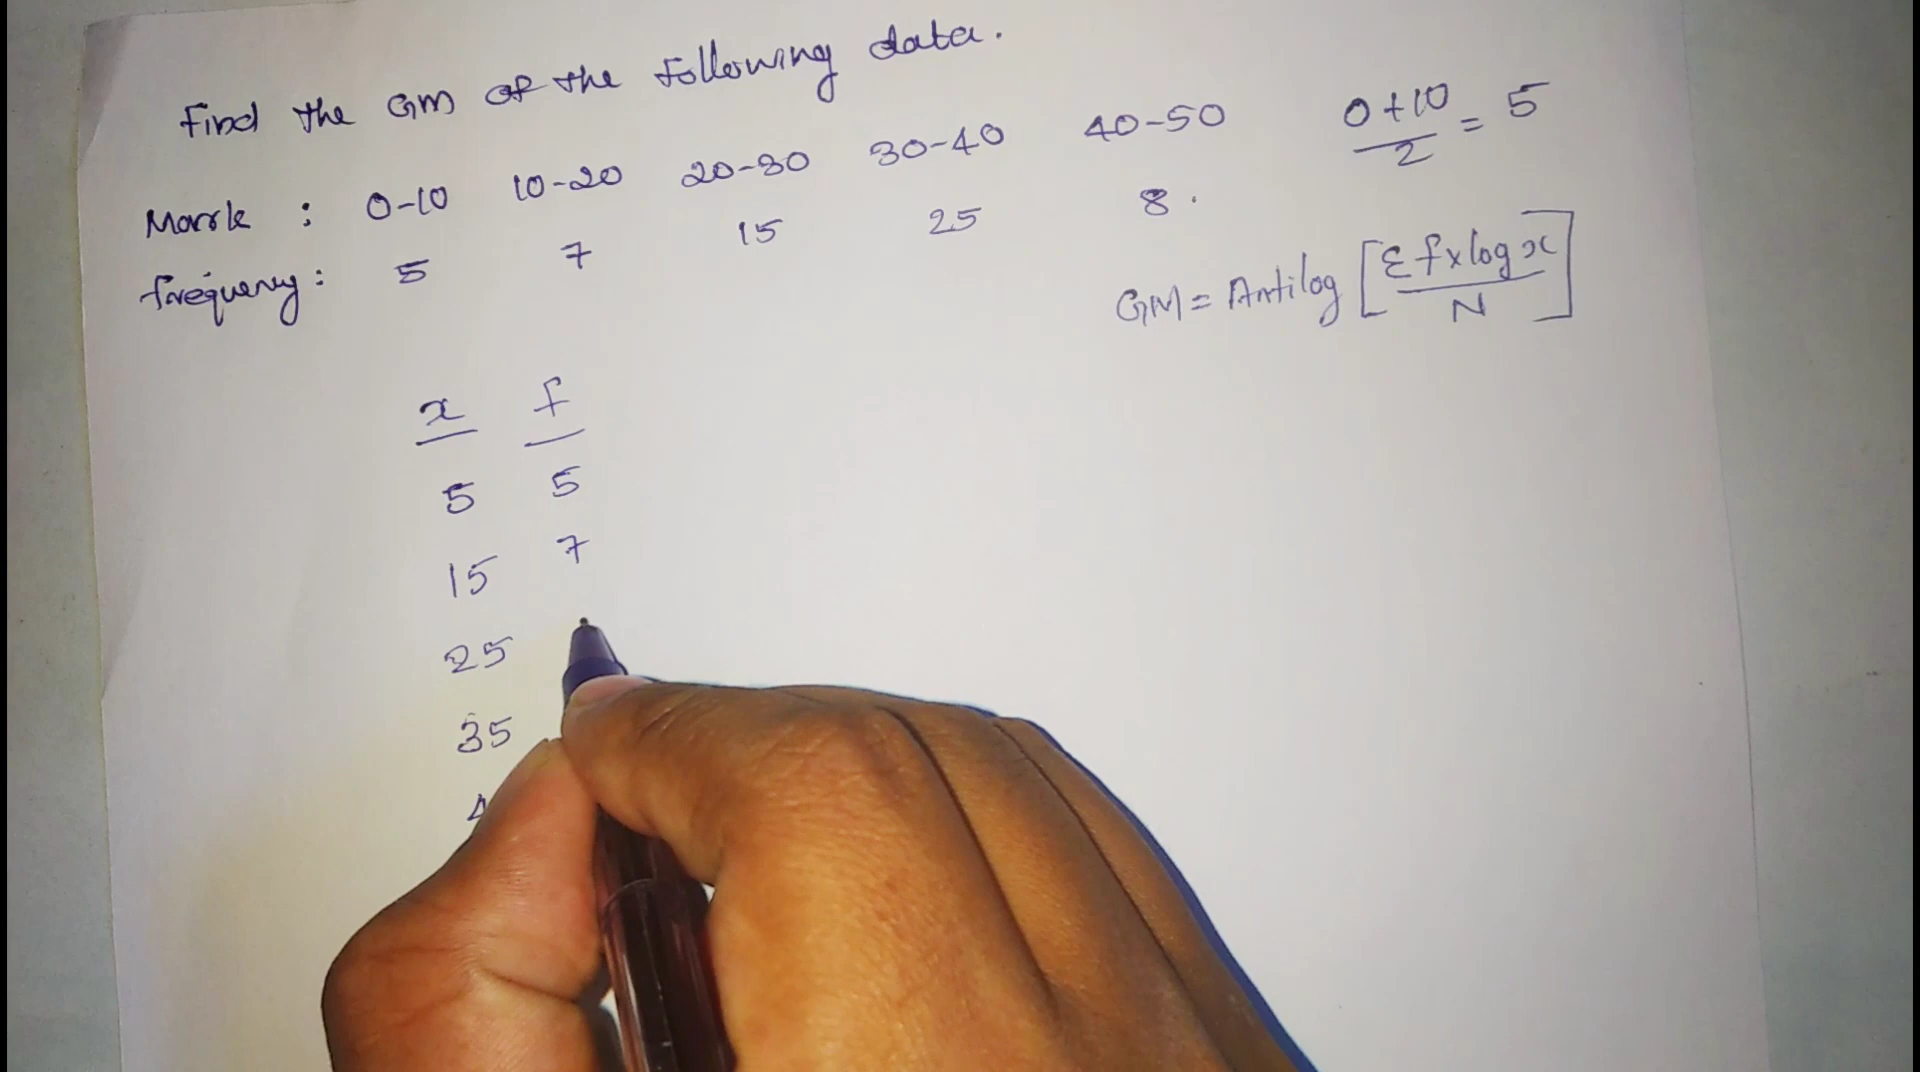 Find the GM of the following data.
Mark : 0-10 10-20 20-30 30-40 40-50
frequency: 5 7 15 25 8.
0+10/2 = 5
GM = Antilog [Σf×log x / N]
x f
5 5
15 7
25
35
4